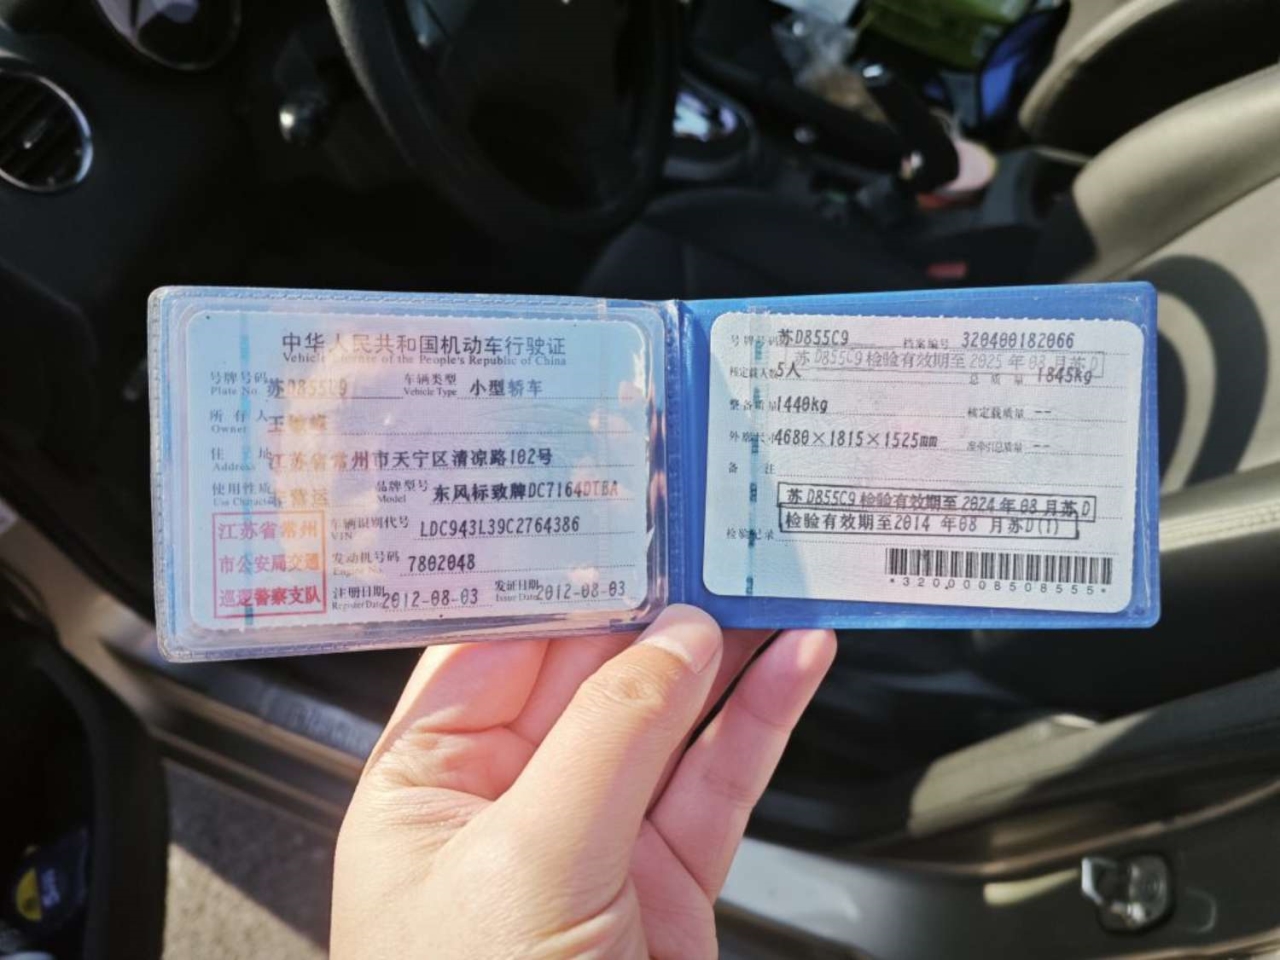 中华人民共和国机动车行驶证
Vehicle License of the People's Republic of China
号牌号码 Plate No. 苏D855C9 车辆类型 Vehicle Type 小型轿车
所有人 Owner 王
住址 Address 江苏省常州市天宁区清凉路102号
使用性质 Use Character 非营运 品牌型号 Model 东风标致牌DC7164DTBA
江苏省常州
市公安局交通
巡逻警察支队
车辆识别代号 VIN LDC943L39C2764386
发动机号码 Engine No. 7802048
注册日期 Register Date 2012-08-03 发证日期 Issue Date 2012-08-03
号牌号码 苏D855C9 档案编号 320400182066
苏D855C9检验有效期至2025年08月苏D
核定载人数 5人 总质量 1845kg
整备质量 1440kg 核定载质量 --
外廓尺寸 4680×1815×1525mm 准牵引总质量 --
备注
苏D855C9检验有效期至2024年08月苏D
检验记录 检验有效期至2014年08月苏D(1)
*3200008508555*